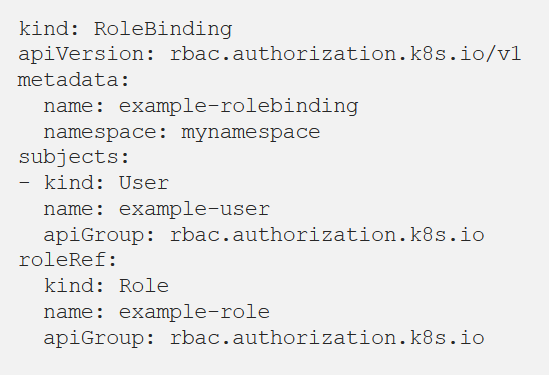 kind: RoleBinding
apiVersion: rbac.authorization.k8s.io/v1
metadata:
  name: example-rolebinding
  namespace: mynamespace
subjects:
- kind: User
  name: example-user
  apiGroup: rbac.authorization.k8s.io
roleRef:
  kind: Role
  name: example-role
  apiGroup: rbac.authorization.k8s.io